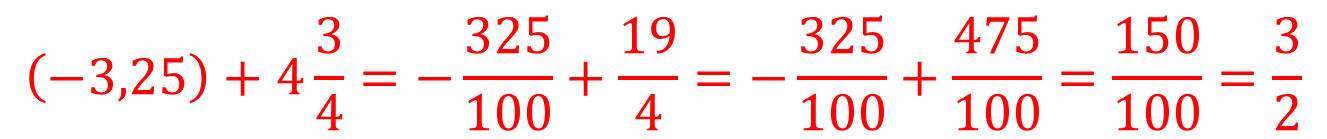 (−3,25) + 4 3/4 = − 325/100 + 19/4 = − 325/100 + 475/100 = 150/100 = 3/2